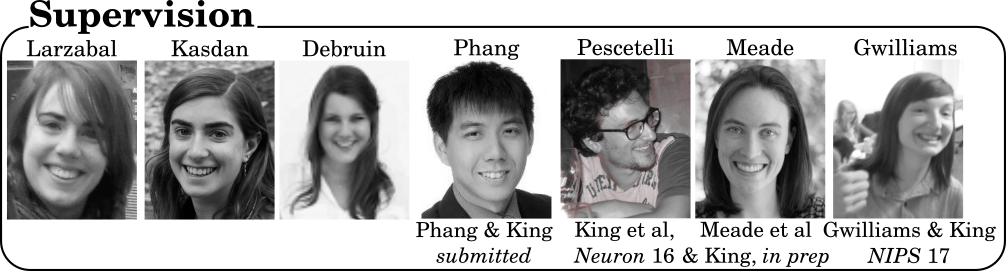 Supervision
Larzabal Kasdan Debruin Phang Pescetelli Meade Gwilliams
Phang & King King et al, Meade et al Gwilliams & King
submitted Neuron 16 & King, in prep NIPS 17